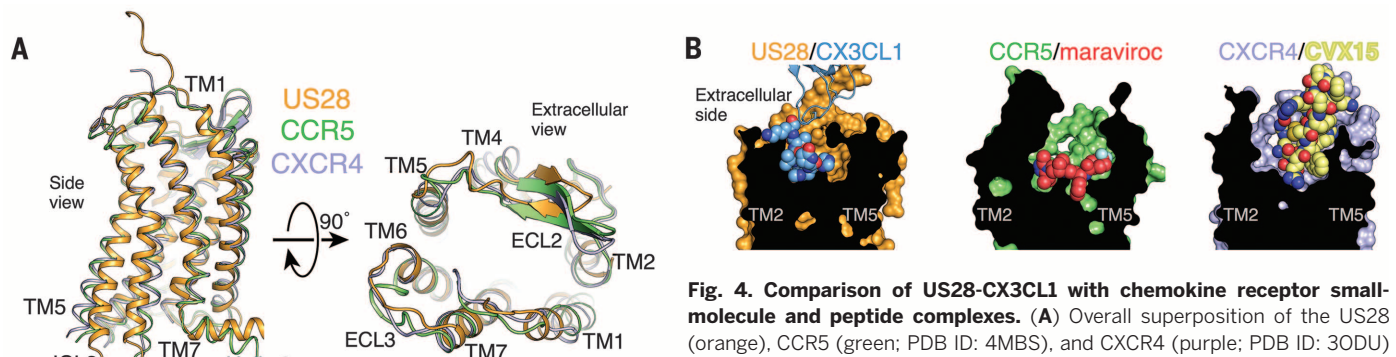 A
TM1
US28
CCR5
CXCR4
Side
view
Extracellular
view
TM4
TM5
90°
TM6
ECL2
TM2
TM5
TM7
ECL3
TM7
TM1
B
US28/CX3CL1
CCR5/maraviroc
CXCR4/CVX15
Extracellular
side
TM2
TM5
TM2
TM5
TM2
TM5
Fig. 4. Comparison of US28-CX3CL1 with chemokine receptor small-
molecule and peptide complexes. (A) Overall superposition of the US28
(orange), CCR5 (green; PDB ID: 4MBS), and CXCR4 (purple; PDB ID: 3ODU)